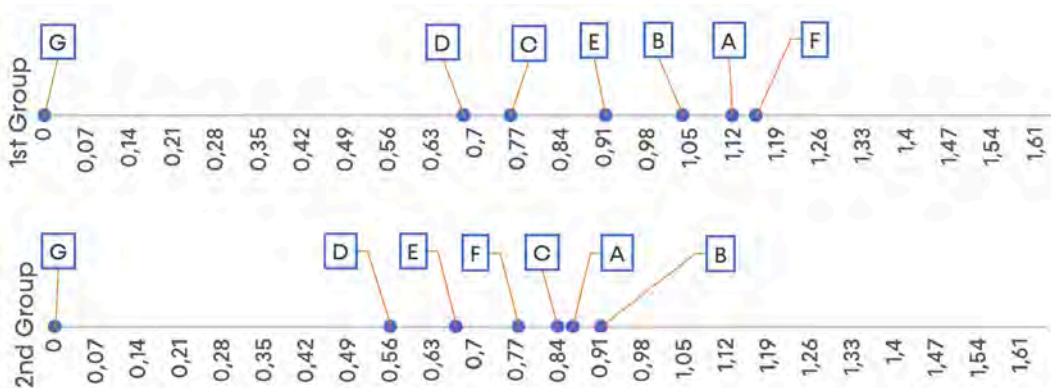 G D C E B A F
1st Group
0 0,07 0,14 0,21 0,28 0,35 0,42 0,49 0,56 0,63 0,7 0,77 0,84 0,91 0,98 1,05 1,12 1,19 1,26 1,33 1,4 1,47 1,54 1,61
G D E F C A B
2nd Group
0 0,07 0,14 0,21 0,28 0,35 0,42 0,49 0,56 0,63 0,7 0,77 0,84 0,91 0,98 1,05 1,12 1,19 1,26 1,33 1,4 1,47 1,54 1,61